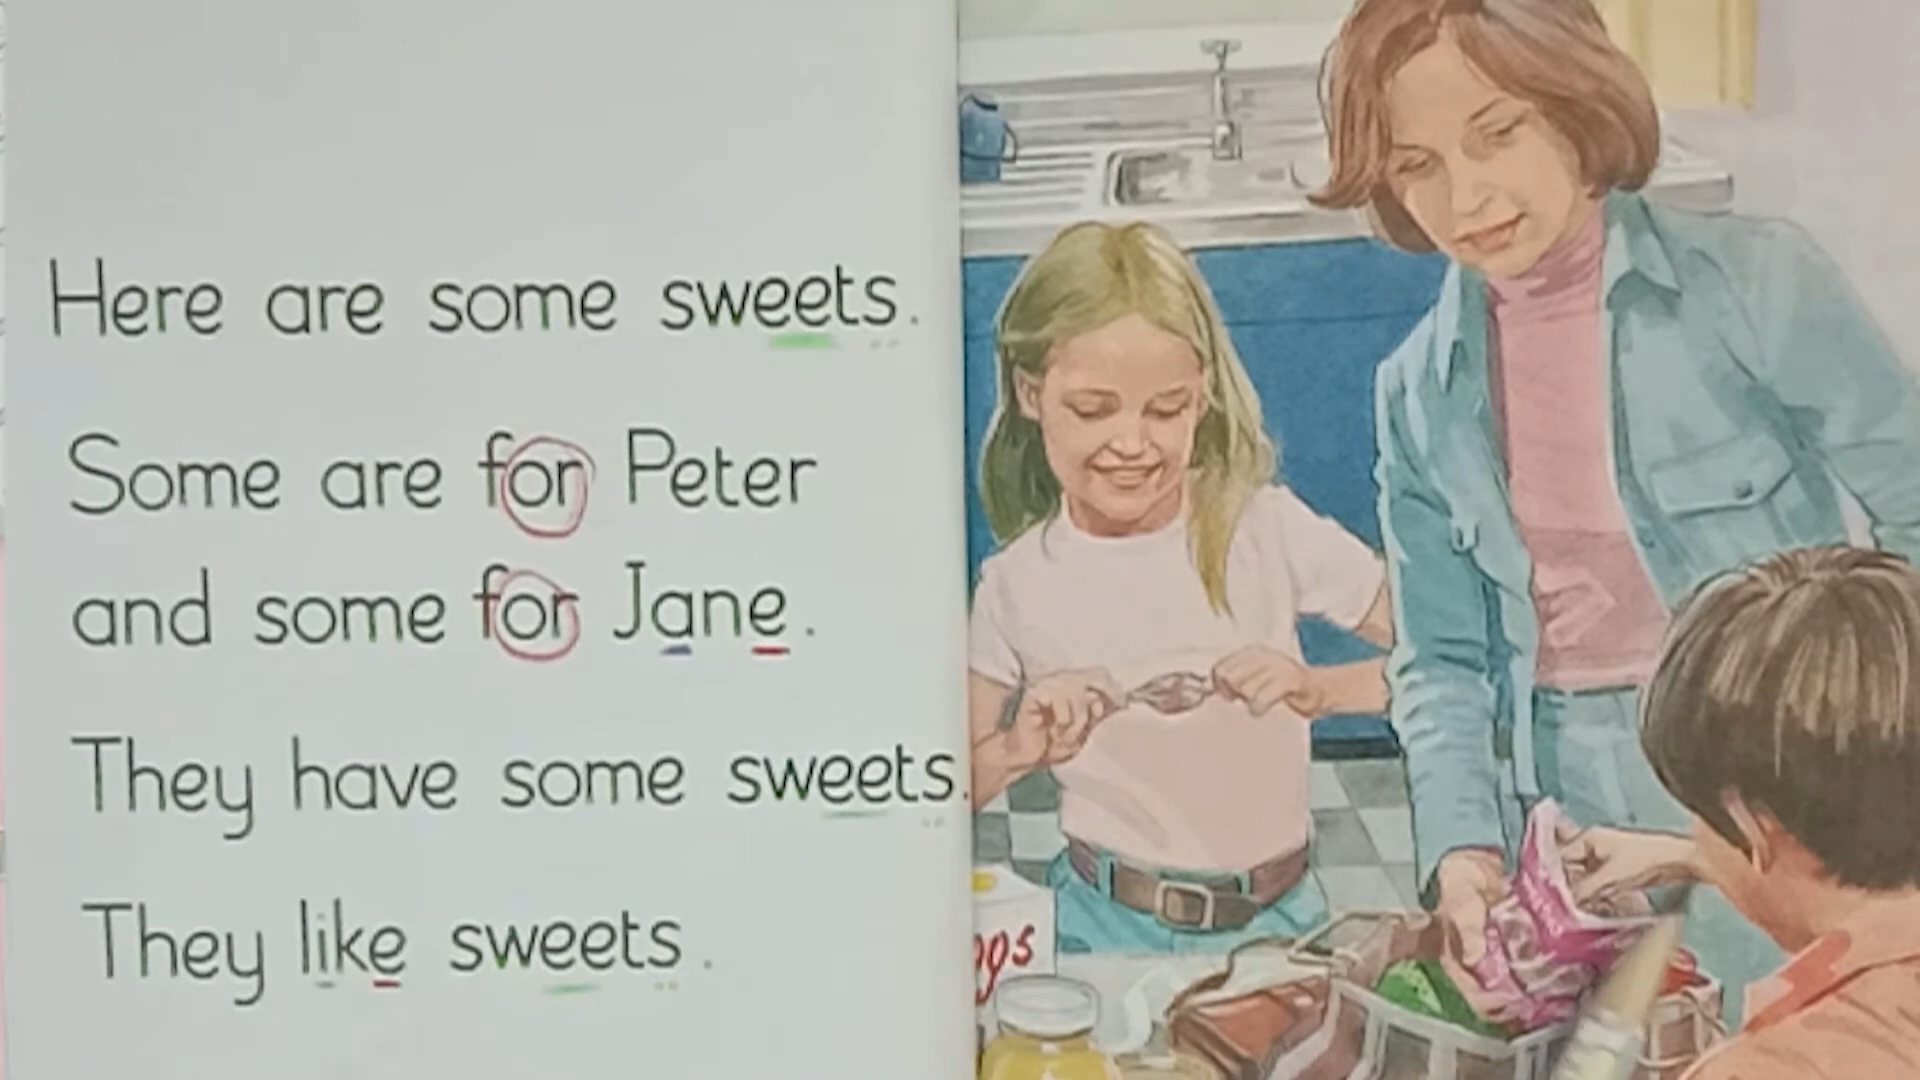 Here are some sweets.
Some are for Peter
and some for Jane.
They have some sweets.
They like sweets.